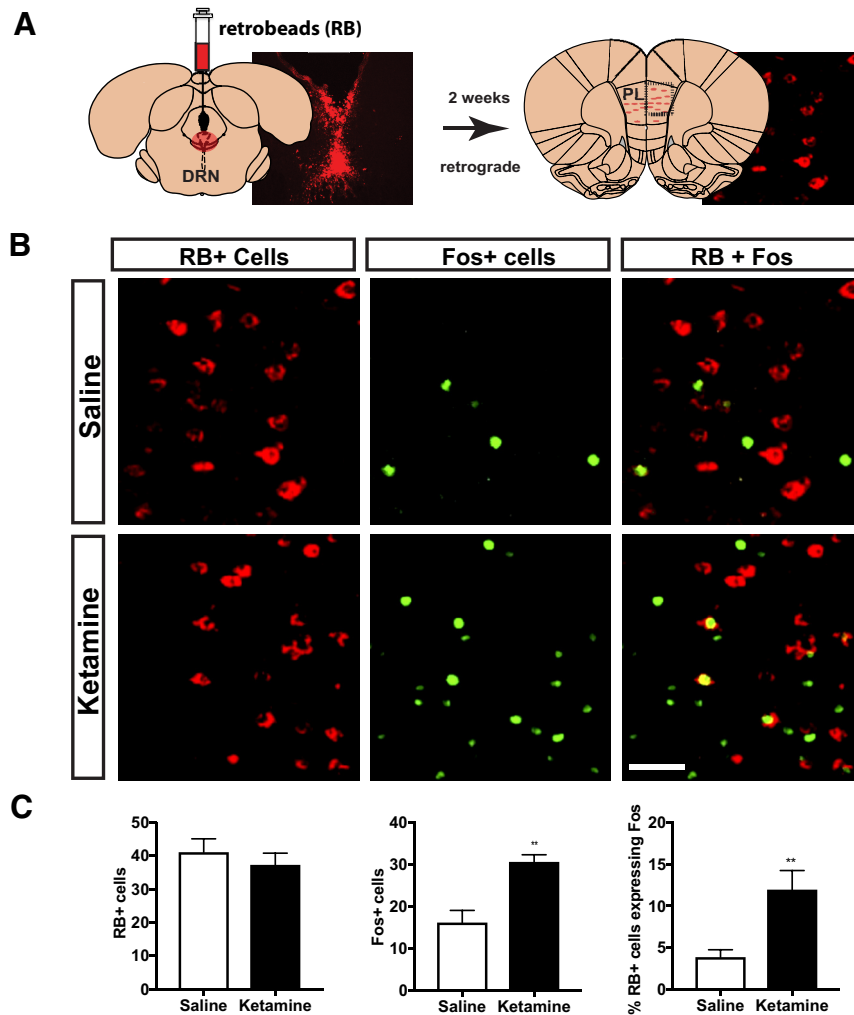 A
retrobeads (RB)
DRN
2 weeks
retrograde
PL
B
RB+ Cells
Fos+ cells
RB + Fos
Saline
Ketamine
C
RB+ cells
50
40
30
20
10
0
Saline
Ketamine
Fos+ cells
40
30
20
10
0
**
Saline
Ketamine
% RB+ cells expressing Fos
20
15
10
5
0
**
Saline
Ketamine